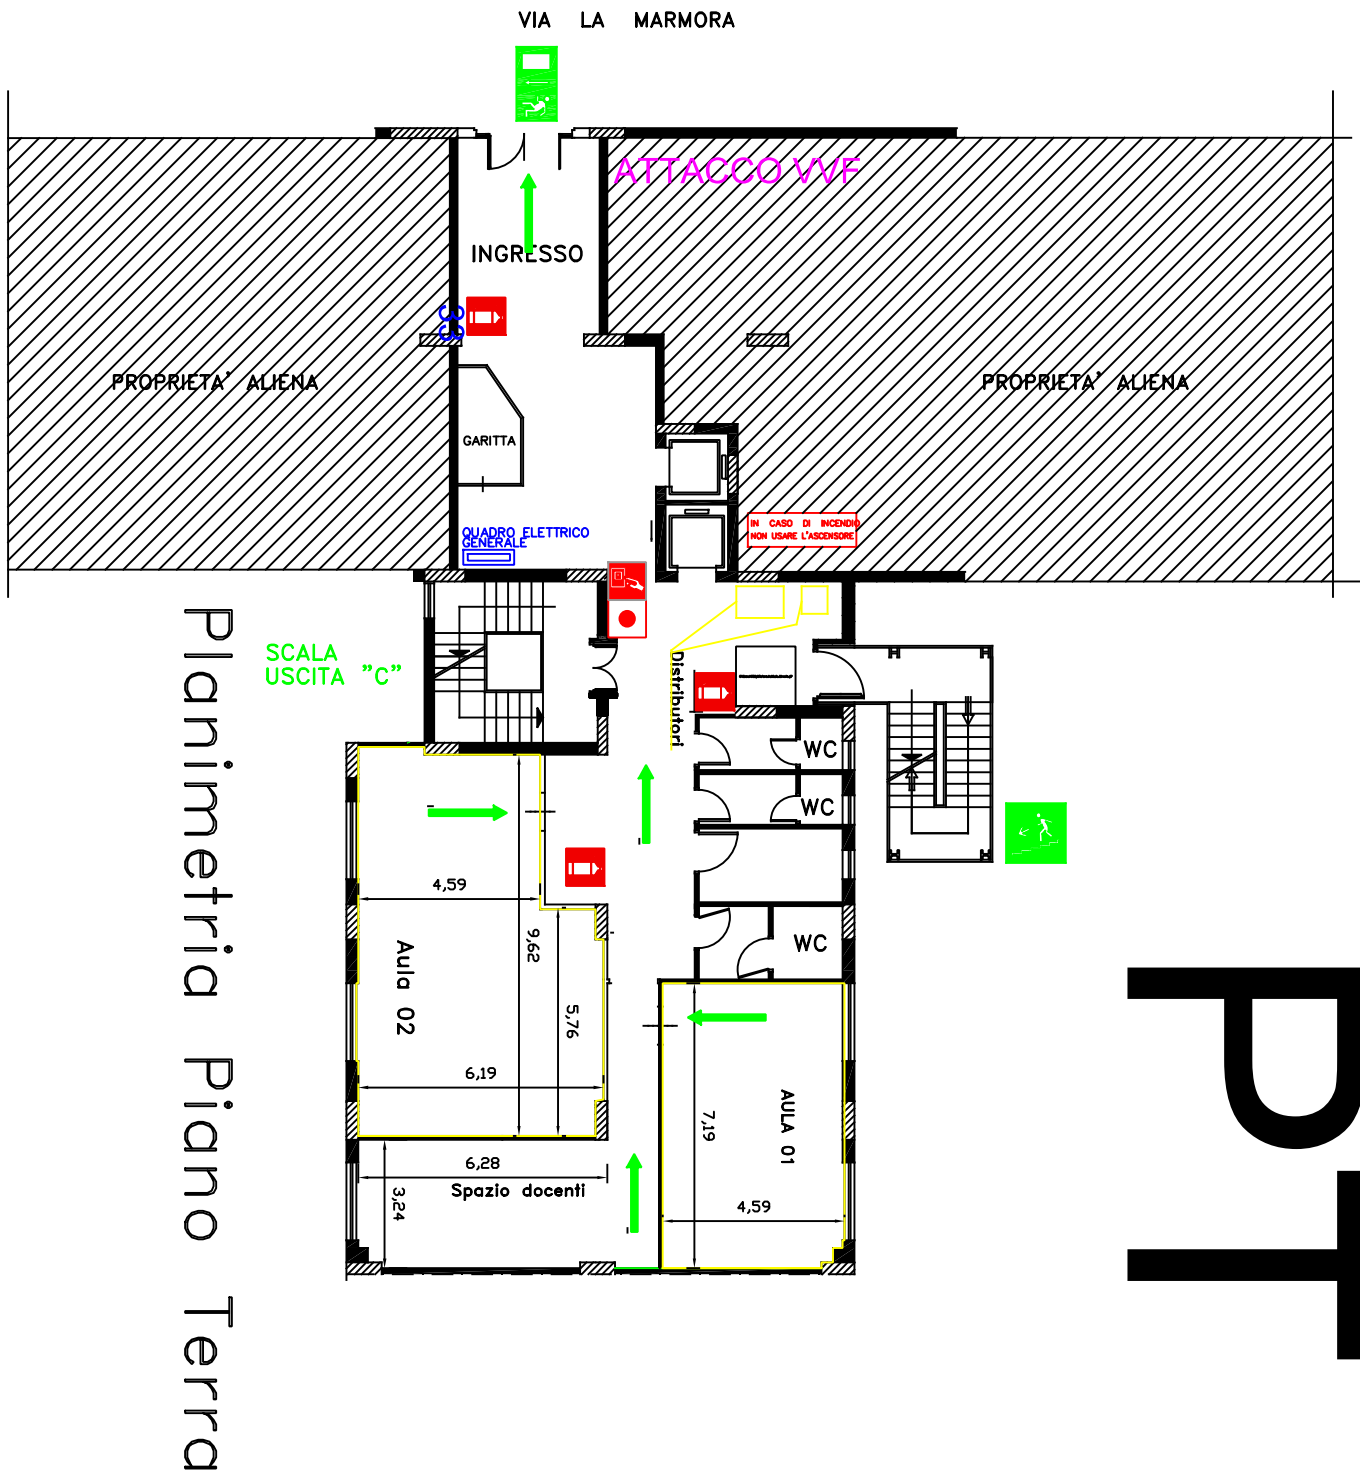 VIA LA MARMORA
ATTACCO VVF
INGRESSO
33
PROPRIETA' ALIENA
PROPRIETA' ALIENA
GARITTA
QUADRO ELETTRICO
GENERALE
IN CASO DI INCENDIO
NON USARE L'ASCENSORE
SCALA
USCITA "C"
Distributori
WC
WC
WC
4,59
9,62
Aula 02
5,76
6,19
AULA 01
7,19
4,59
6,28
Spazio docenti
3,24
Planimetria Piano Terra
PT